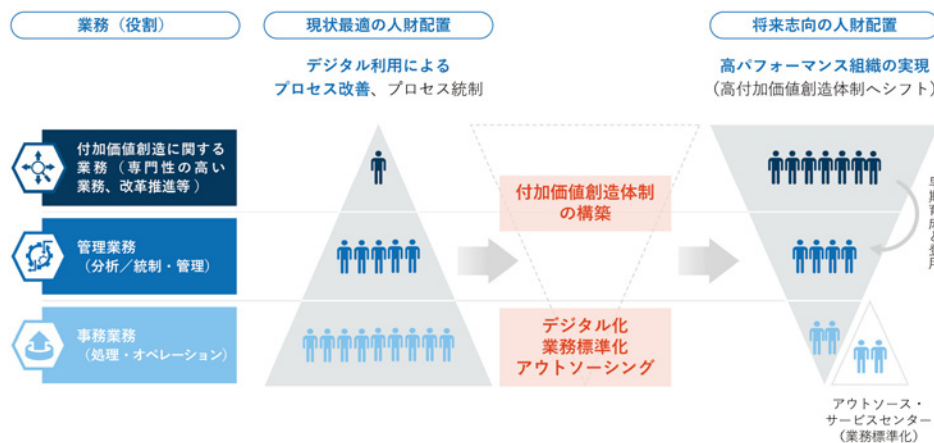 業務（役割）
現状最適の人財配置
将来志向の人財配置
デジタル利用による
プロセス改善、プロセス統制
高パフォーマンス組織の実現
（高付加価値創造体制へシフト）
付加価値創造に関する
業務（専門性の高い
業務、改革推進等）
付加価値創造体制
の構築
早期育成と登用
管理業務
（分析／統制・管理）
事務業務
（処理・オペレーション）
デジタル化
業務標準化
アウトソーシング
アウトソース・
サービスセンター
（業務標準化）